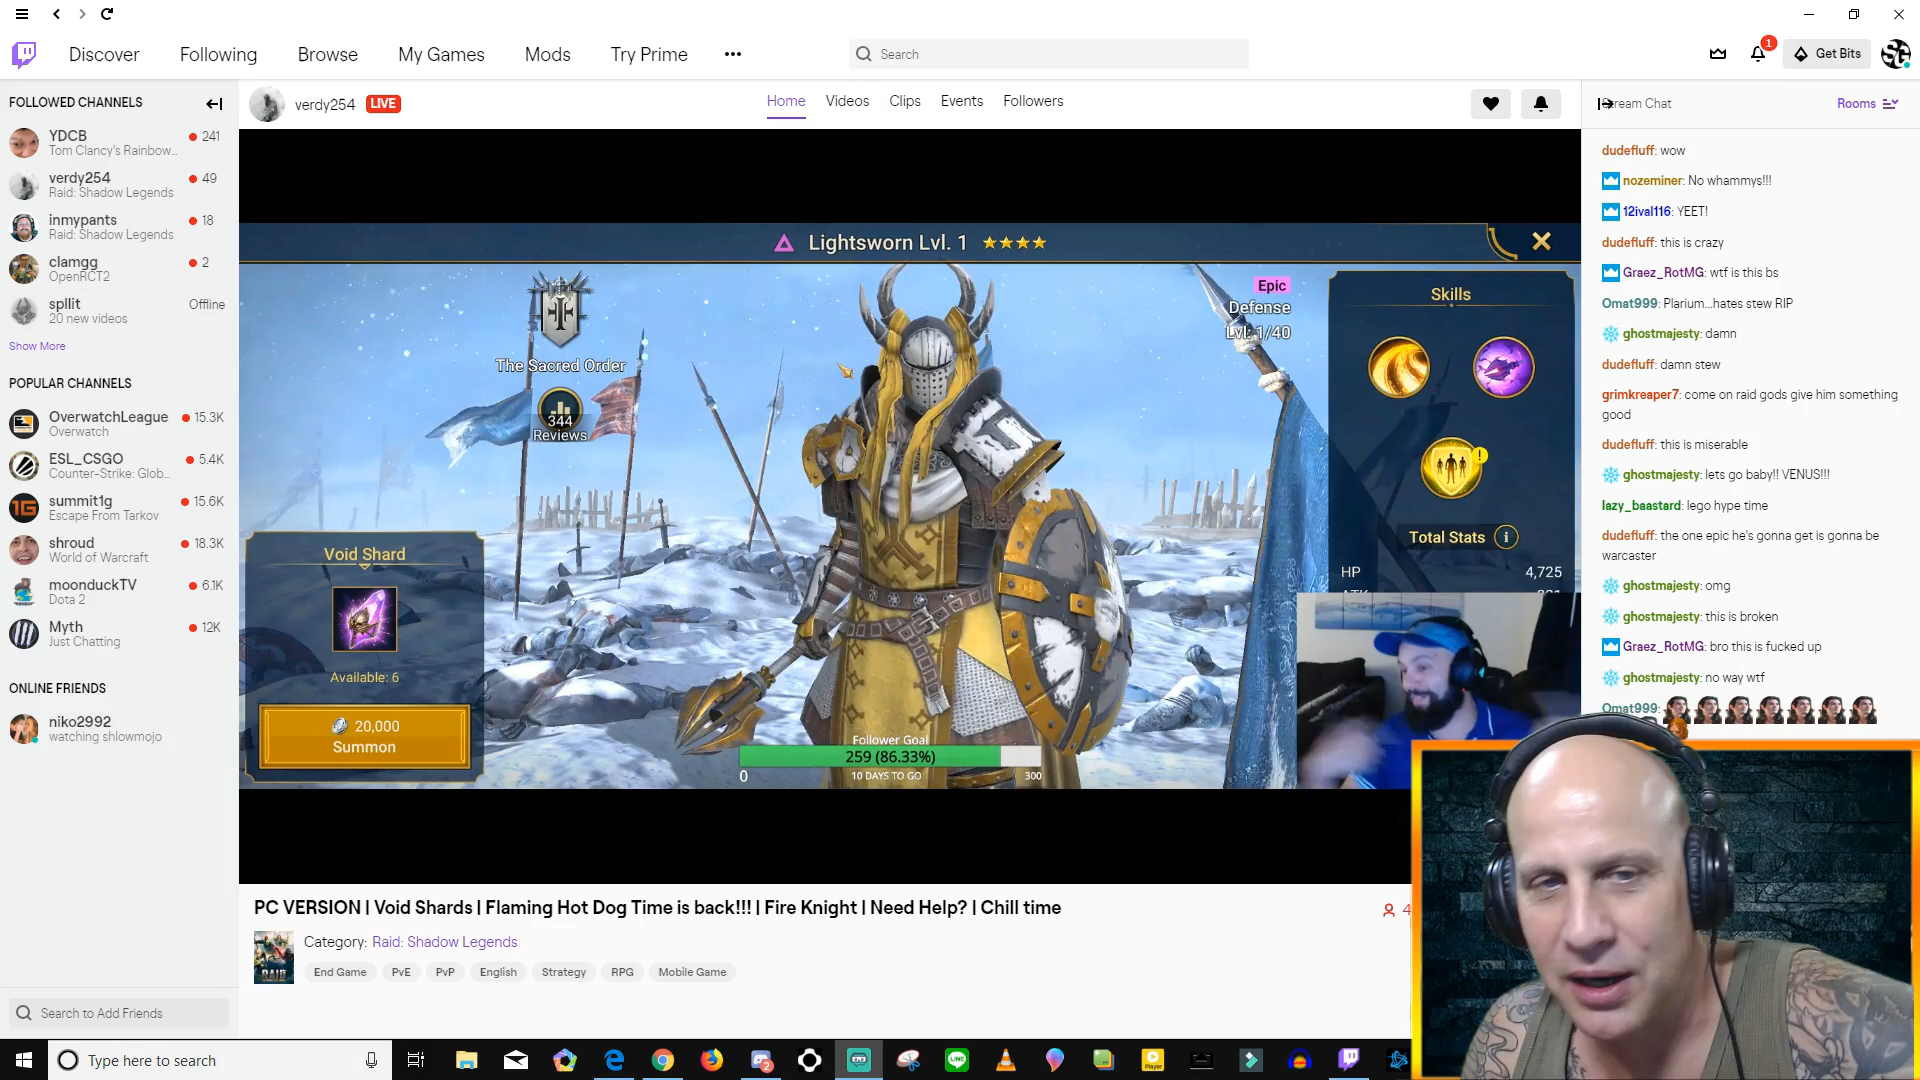 Discover Following Browse My Games Mods Try Prime
Search
1
Get Bits
FOLLOWED CHANNELS
YDCB 241
Tom Clancy's Rainbow...
verdy254 49
Raid: Shadow Legends
inmypants 18
Raid: Shadow Legends
clamgg 2
OpenRCT2
spllit Offline
20 new videos
Show More
POPULAR CHANNELS
OverwatchLeague 15.3K
Overwatch
ESL_CSGO 5.4K
Counter-Strike: Glob...
summit1g 15.6K
Escape From Tarkov
shroud 18.3K
World of Warcraft
moonduckTV 6.1K
Dota 2
Myth 12K
Just Chatting
ONLINE FRIENDS
niko2992
watching shlowmojo
Search to Add Friends
verdy254 LIVE
Home Videos Clips Events Followers
Lightsworn Lvl. 1
The Sacred Order
344
Reviews
Epic
Defense
Lvl: 1/40
Skills
Total Stats
HP 4,725
Void Shard
Available: 6
20,000
Summon
Follower Goal
259 (86.33%)
0 10 DAYS TO GO 300
PC VERSION | Void Shards | Flaming Hot Dog Time is back!!! | Fire Knight | Need Help? | Chill time
Category: Raid: Shadow Legends
RAID
End Game PvE PvP English Strategy RPG Mobile Game
Chat
Rooms
dudefluff: wow
nozeminer: No whammys!!!
12ival116: YEET!
dudefluff: this is crazy
Graez_RotMG: wtf is this bs
Omat999: Plarium...hates stew RIP
ghostmajesty: damn
dudefluff: damn stew
grimkreaper7: come on raid gods give him something
good
dudefluff: this is miserable
ghostmajesty: lets go baby!! VENUS!!!
lazy_baastard: lego hype time
dudefluff: the one epic he's gonna get is gonna be
warcaster
ghostmajesty: omg
ghostmajesty: this is broken
Graez_RotMG: bro this is fucked up
ghostmajesty: no way wtf
Omat999:
Type here to search